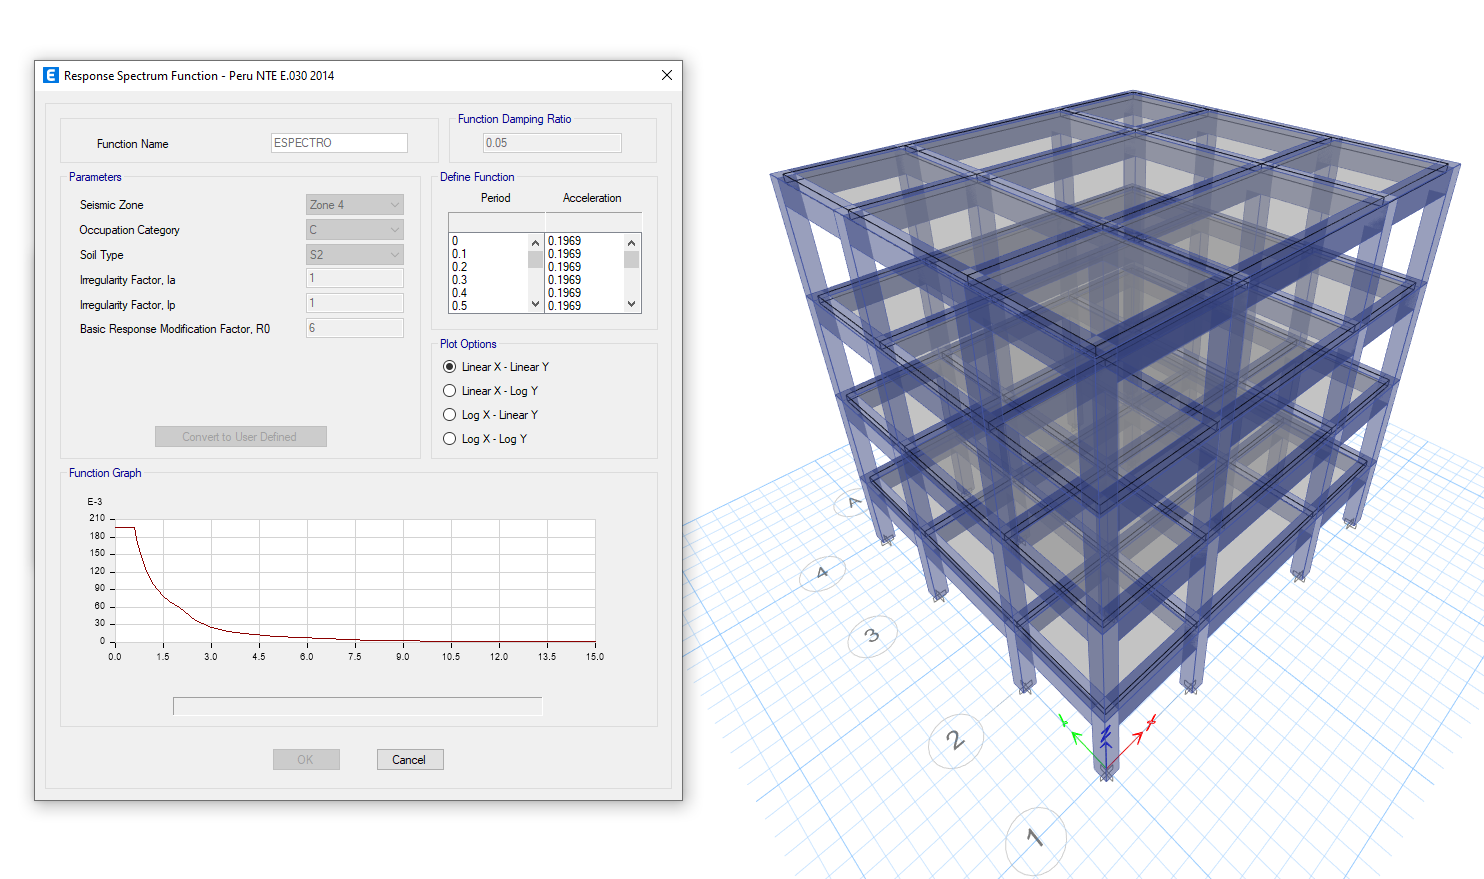 E Response Spectrum Function - Peru NTE E.030 2014
Function Name ESPECTRO
Function Damping Ratio
0.05
Parameters
Seismic Zone Zone 4
Occupation Category C
Soil Type S2
Irregularity Factor, Ia 1
Irregularity Factor, Ip 1
Basic Response Modification Factor, R0 6
Convert to User Defined
Define Function
Period Acceleration
0 0.1969
0.1 0.1969
0.2 0.1969
0.3 0.1969
0.4 0.1969
0.5 0.1969
Plot Options
Linear X - Linear Y
Linear X - Log Y
Log X - Linear Y
Log X - Log Y
Function Graph
E-3
210
180
150
120
90
60
30
0
0.0 1.5 3.0 4.5 6.0 7.5 9.0 10.5 12.0 13.5 15.0
OK Cancel
A
4
3
2
1